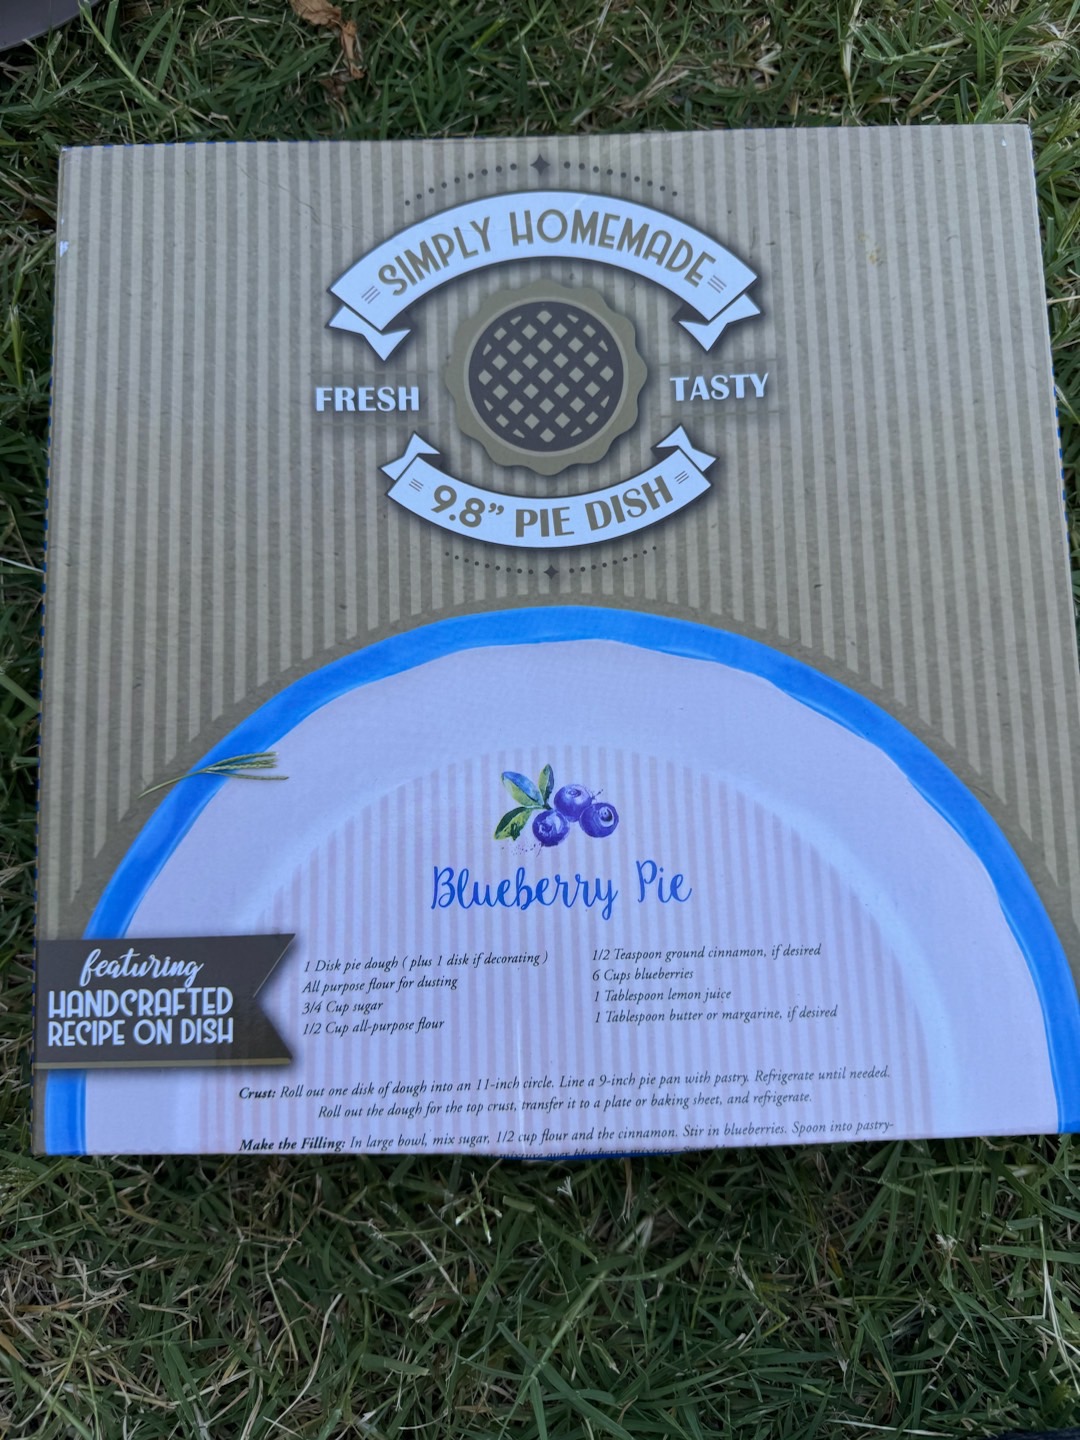 SIMPLY HOMEMADE
FRESH
TASTY
9.8” PIE DISH
Blueberry Pie
featuring
HANDCRAFTED
RECIPE ON DISH
1 Disk pie dough ( plus 1 disk if decorating )
All purpose flour for dusting
3/4 Cup sugar
1/2 Cup all-purpose flour
1/2 Teaspoon ground cinnamon, if desired
6 Cups blueberries
1 Tablespoon lemon juice
1 Tablespoon butter or margarine, if desired
Crust: Roll out one disk of dough into an 11-inch circle. Line a 9-inch pie pan with pastry. Refrigerate until needed.
Roll out the dough for the top crust, transfer it to a plate or baking sheet, and refrigerate.
Make the Filling: In large bowl, mix sugar, 1/2 cup flour and the cinnamon. Stir in blueberries. Spoon into pastry-
mixture over blueberry mixture.